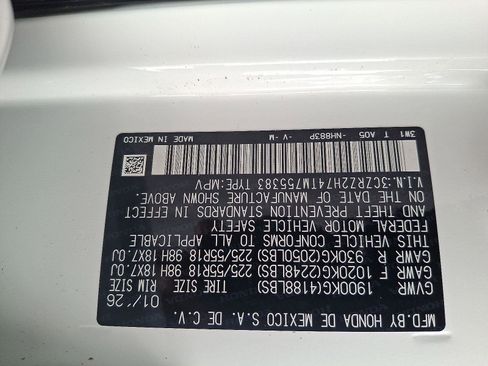 MFD.BY HONDA DE MEXICO S.A. DE C.V.
01/'26
1900KG(4188LBS) TIRE SIZE RIM SIZE
GAWR F 1020KG(2248LBS) 225/55R18 98H 18X7.0J
GAWR R 930KG(2050LBS) 225/55R18 98H 18X7.0J
THIS VEHICLE CONFORMS TO ALL APPLICABLE
FEDERAL MOTOR VEHICLE SAFETY
AND THEFT PREVENTION STANDARDS IN EFFECT
ON THE DATE OF MANUFACTURE SHOWN ABOVE.
V.I.N.:3CZRZ2H74TM755383 TYPE:MPV
3W1 T A05 -NH883P -V -M MADE IN MEXICO